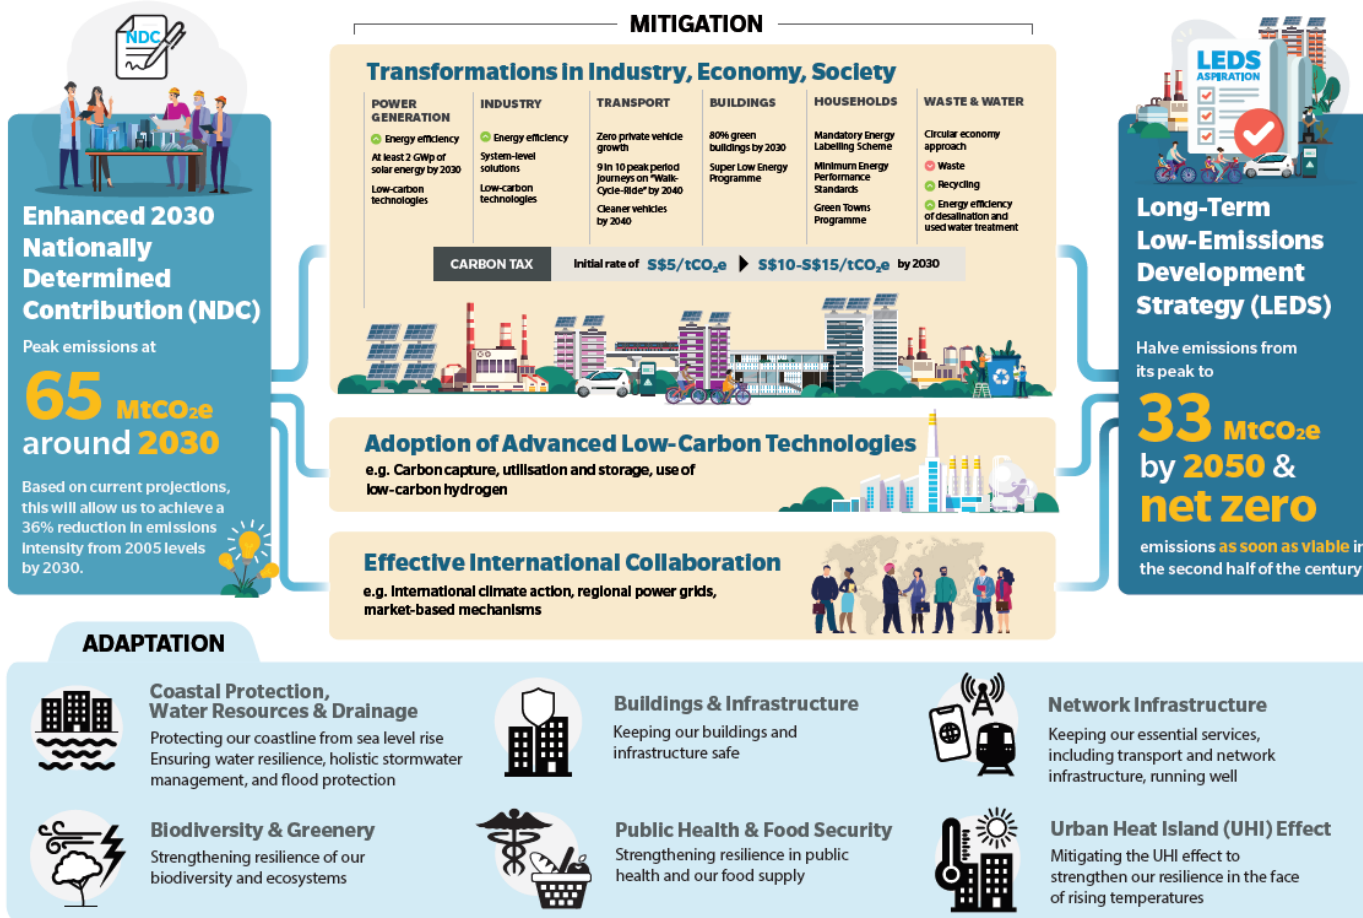 MITIGATION
NDC
Enhanced 2030
Nationally
Determined
Contribution (NDC)
Peak emissions at
65 MtCO₂e
around 2030
Based on current projections,
this will allow us to achieve a
36% reduction in emissions
intensity from 2005 levels
by 2030.
Transformations in Industry, Economy, Society
POWER
GENERATION
Energy efficiency
At least 2 GWp of
solar energy by 2030
Low-carbon
technologies
INDUSTRY
Energy efficiency
System-level
solutions
Low-carbon
technologies
TRANSPORT
Zero private vehicle
growth
9 in 10 peak period
journeys on "Walk-
Cycle-Ride" by 2040
Cleaner vehicles
by 2040
BUILDINGS
80% green
buildings by 2030
Super Low Energy
Programme
HOUSEHOLDS
Mandatory Energy
Labelling Scheme
Minimum Energy
Performance
Standards
Green Towns
Programme
WASTE & WATER
Circular economy
approach
Waste
Recycling
Energy efficiency
of desalination and
used water treatment
CARBON TAX
Initial rate of S$5/tCO₂e ▶ S$10-S$15/tCO₂e by 2030
Adoption of Advanced Low-Carbon Technologies
e.g. Carbon capture, utilisation and storage, use of
low-carbon hydrogen
Effective International Collaboration
e.g. International climate action, regional power grids,
market-based mechanisms
LEDS
ASPIRATION
Long-Term
Low-Emissions
Development
Strategy (LEDS)
Halve emissions from
its peak to
33 MtCO₂e
by 2050 &
net zero
emissions as soon as viable in
the second half of the century
ADAPTATION
Coastal Protection,
Water Resources & Drainage
Protecting our coastline from sea level rise
Ensuring water resilience, holistic stormwater
management, and flood protection
Buildings & Infrastructure
Keeping our buildings and
infrastructure safe
Network Infrastructure
Keeping our essential services,
including transport and network
infrastructure, running well
Biodiversity & Greenery
Strengthening resilience of our
biodiversity and ecosystems
Public Health & Food Security
Strengthening resilience in public
health and our food supply
Urban Heat Island (UHI) Effect
Mitigating the UHI effect to
strengthen our resilience in the face
of rising temperatures